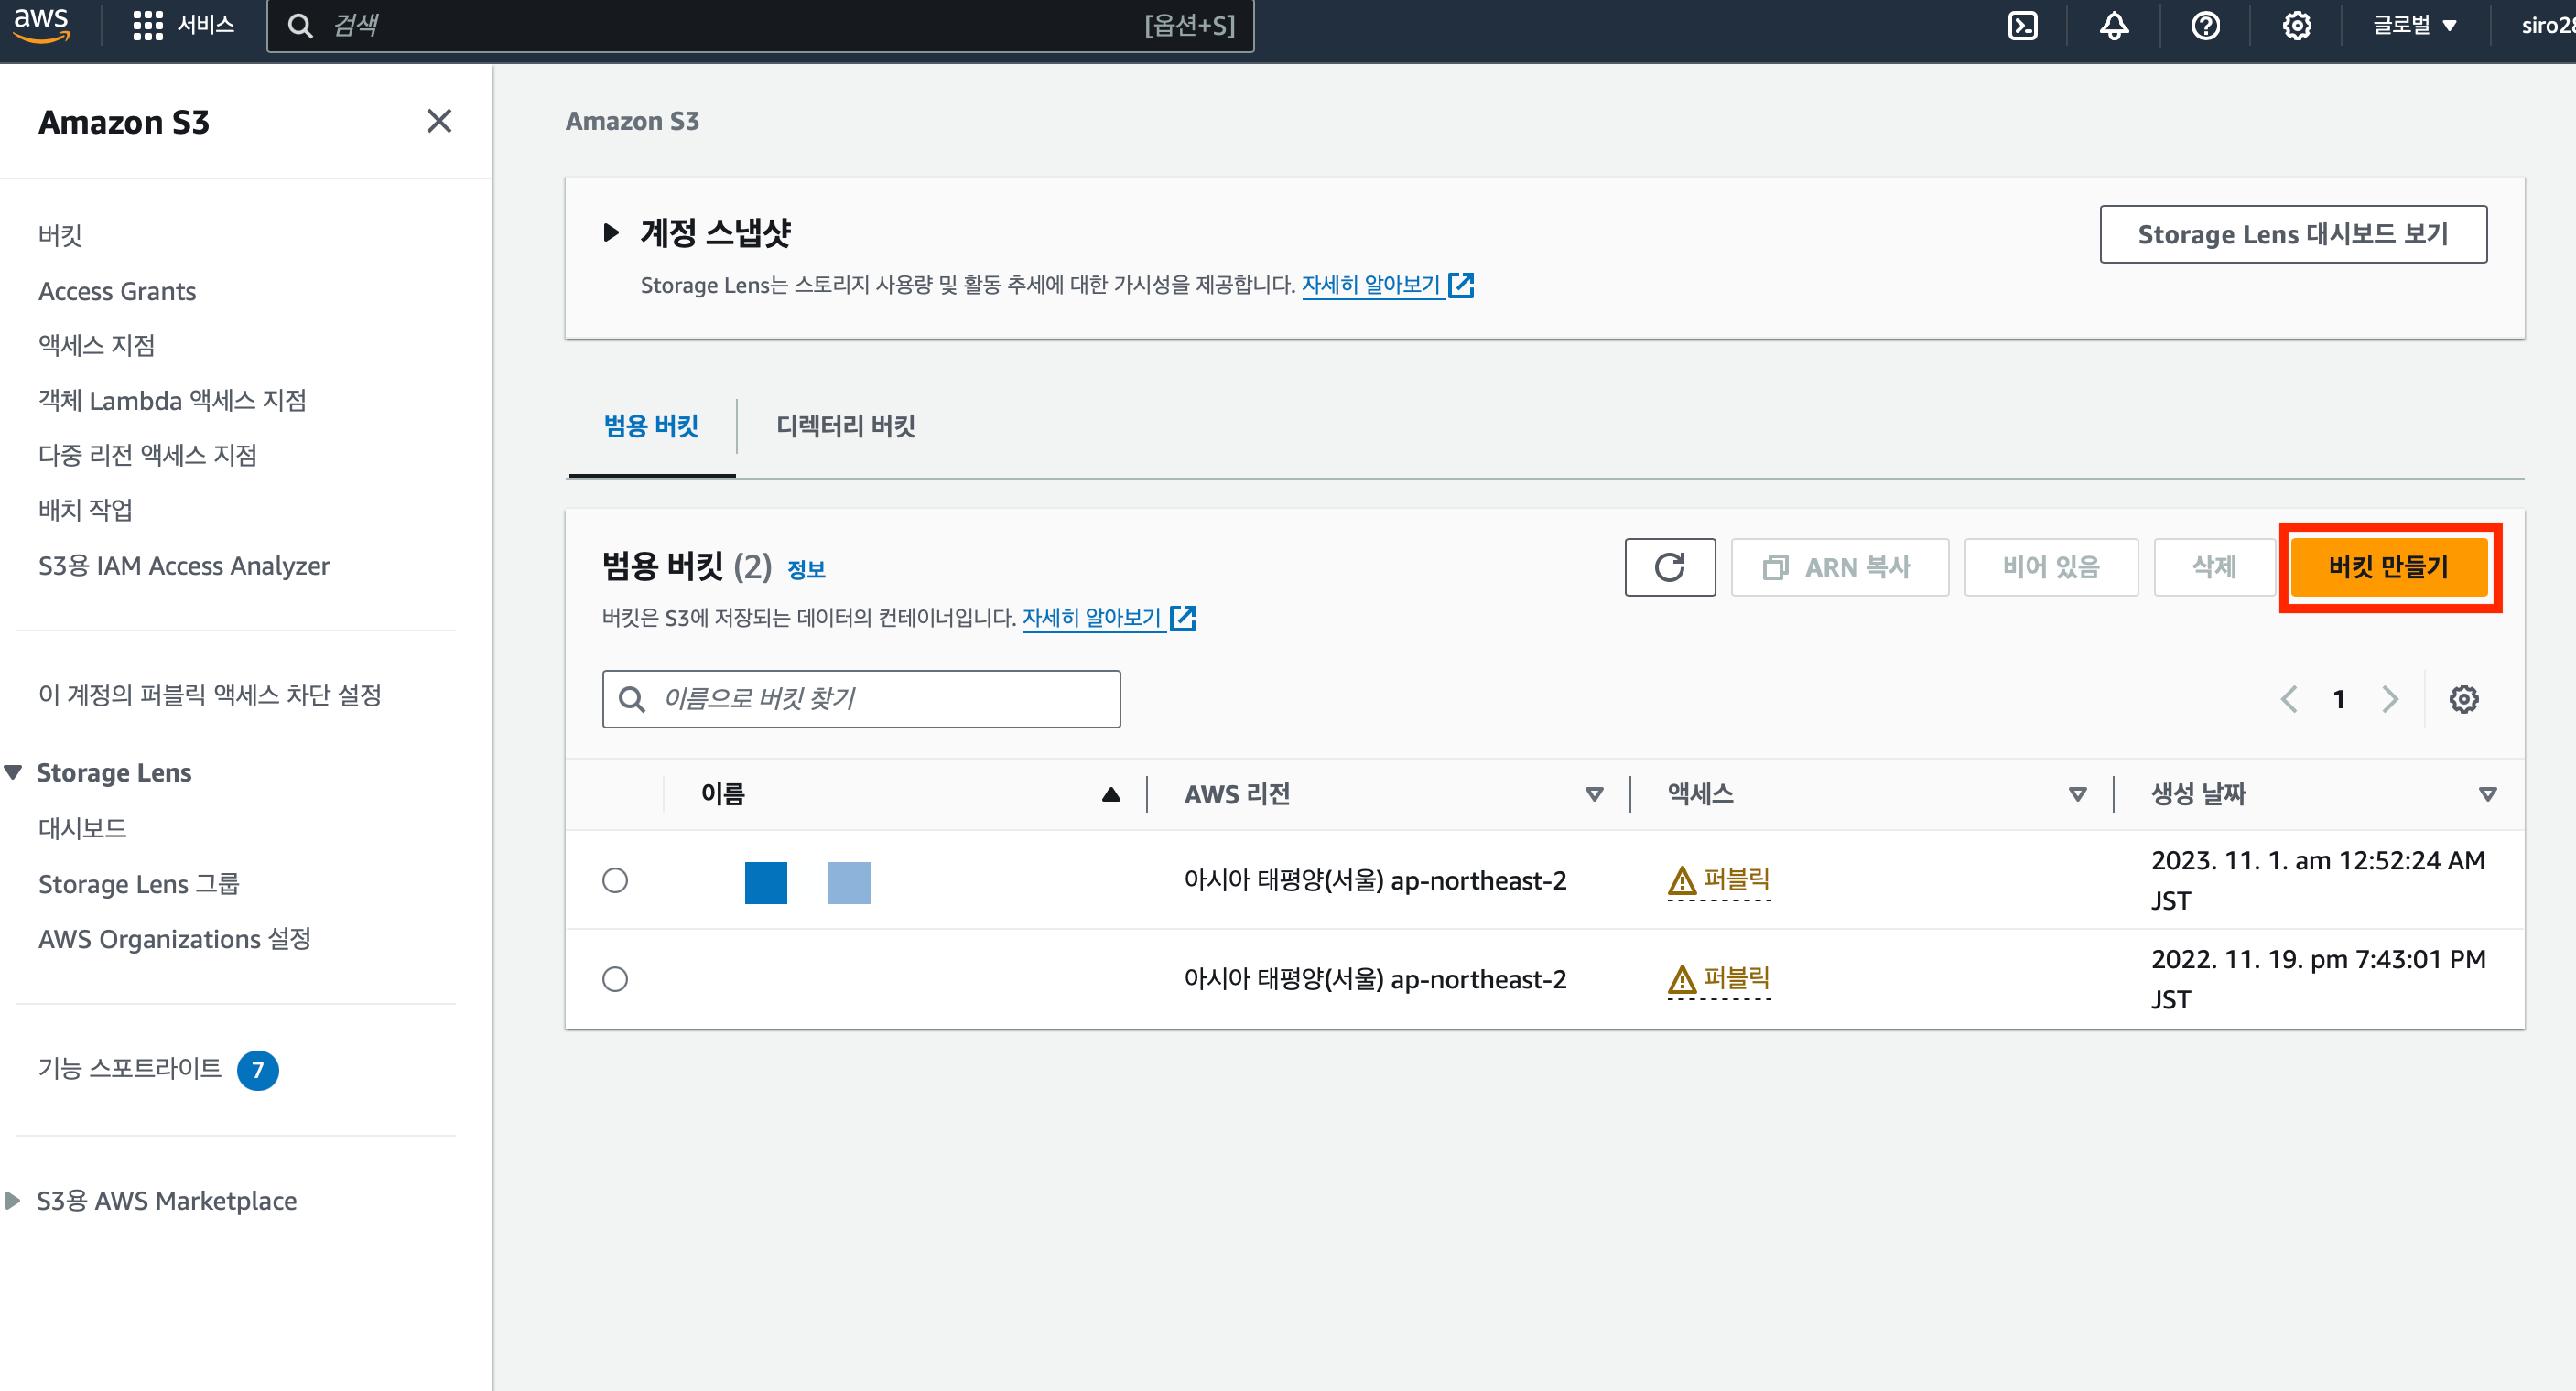 aws
서비스
검색
[옵션+S]
글로벌
Amazon S3
버킷
Access Grants
액세스 지점
객체 Lambda 액세스 지점
다중 리전 액세스 지점
배치 작업
S3용 IAM Access Analyzer
이 계정의 퍼블릭 액세스 차단 설정
Storage Lens
대시보드
Storage Lens 그룹
AWS Organizations 설정
기능 스포트라이트 7
S3용 AWS Marketplace
Amazon S3
계정 스냅샷
Storage Lens 대시보드 보기
Storage Lens는 스토리지 사용량 및 활동 추세에 대한 가시성을 제공합니다. 자세히 알아보기
범용 버킷
디렉터리 버킷
범용 버킷 (2) 정보
ARN 복사
비어 있음
삭제
버킷 만들기
버킷은 S3에 저장되는 데이터의 컨테이너입니다. 자세히 알아보기
이름으로 버킷 찾기
1
이름
AWS 리전
액세스
생성 날짜
아시아 태평양(서울) ap-northeast-2
퍼블릭
2023. 11. 1. am 12:52:24 AM
JST
아시아 태평양(서울) ap-northeast-2
퍼블릭
2022. 11. 19. pm 7:43:01 PM
JST